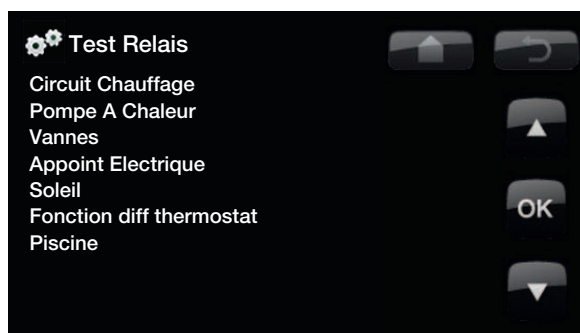 Test Relais
Circuit Chauffage
Pompe A Chaleur
Vannes
Appoint Electrique
Soleil
OK
Fonction diff thermostat
Piscine